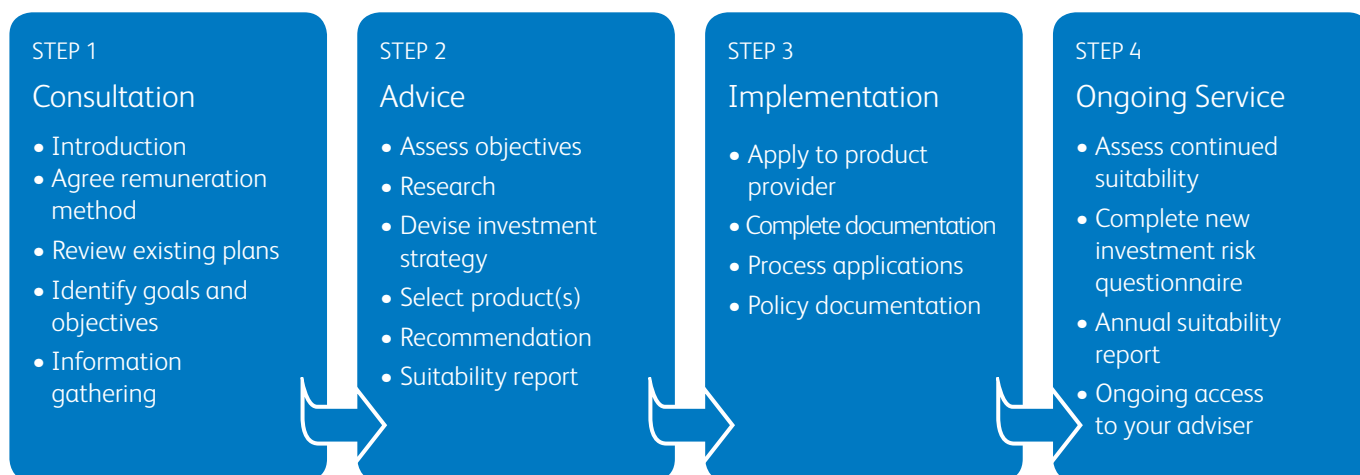 STEP 1
Consultation
• Introduction
• Agree remuneration
method
• Review existing plans
• Identify goals and
objectives
• Information
gathering
STEP 2
Advice
• Assess objectives
• Research
• Devise investment
strategy
• Select product(s)
• Recommendation
• Suitability report
STEP 3
Implementation
• Apply to product
provider
• Complete documentation
• Process applications
• Policy documentation
STEP 4
Ongoing Service
• Assess continued
suitability
• Complete new
investment risk
questionnaire
• Annual suitability
report
• Ongoing access
to your adviser